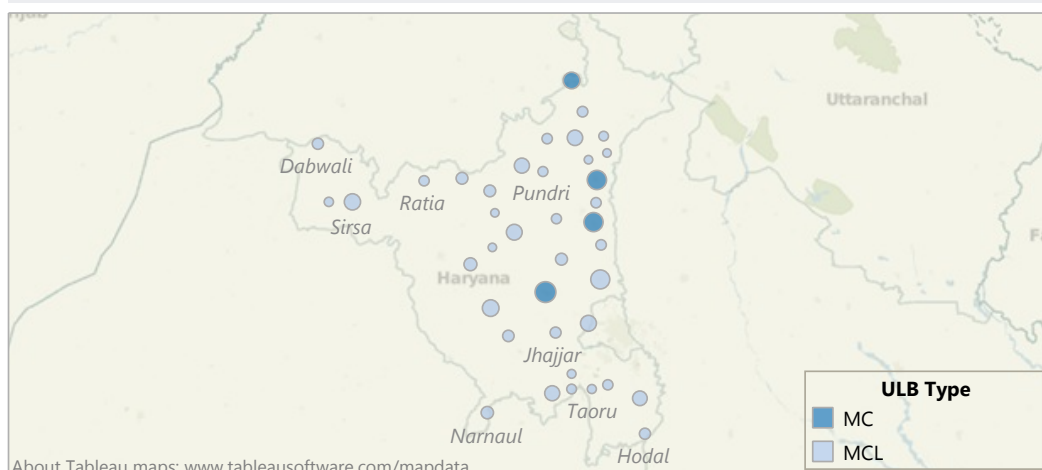 Uttaranchal
Dabwali
Pundri
Ratia
Sirsa
Haryana
Jhajjar
Taoru
Narnaul
Hodal
ULB Type
MC
MCL
About Tableau maps: www.tableausoftware.com/mapdata